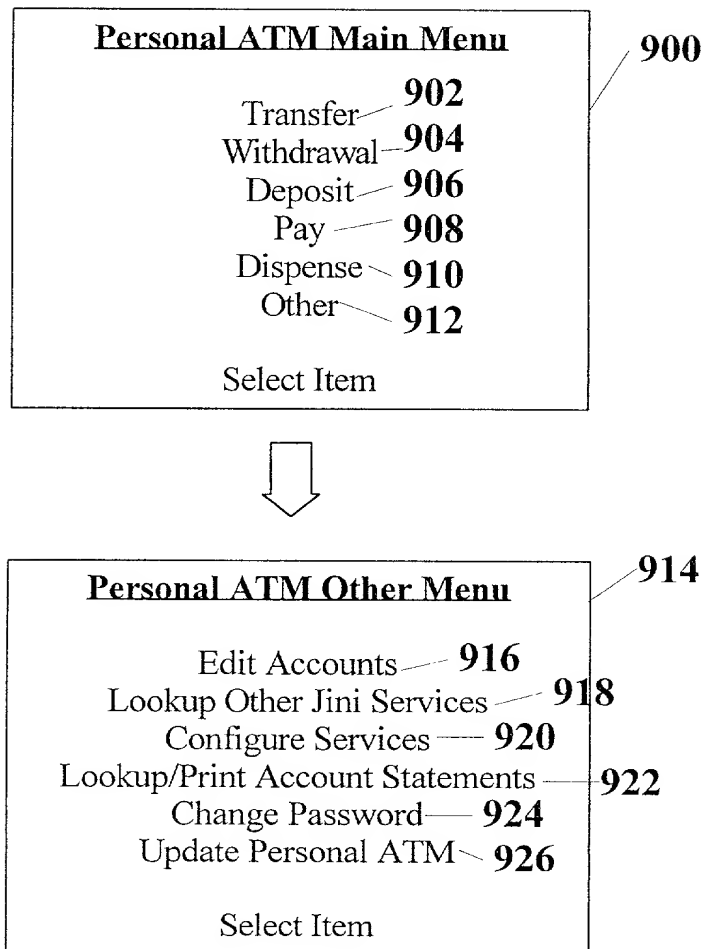 Personal ATM Main Menu
900
Transfer 902
Withdrawal 904
Deposit 906
Pay 908
Dispense 910
Other 912
Select Item
Personal ATM Other Menu
914
Edit Accounts 916
Lookup Other Jini Services 918
Configure Services 920
Lookup/Print Account Statements 922
Change Password 924
Update Personal ATM 926
Select Item